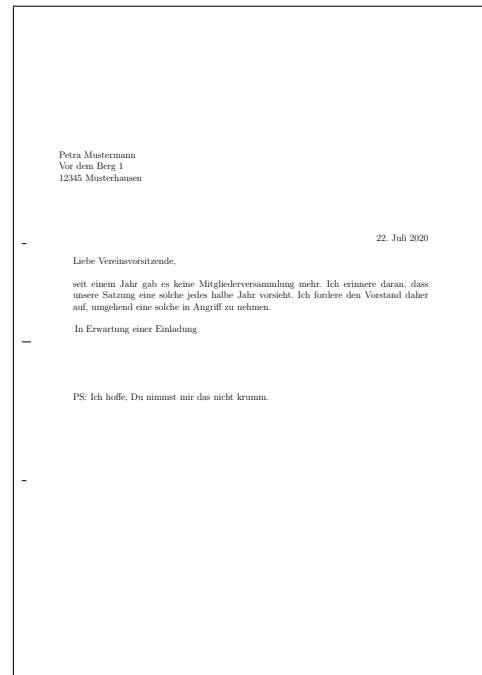 Petra Mustermann
Vor dem Berg 1
12345 Musterhausen
22. Juli 2020
Liebe Vereinsvorsitzende,
seit einem Jahr gab es keine Mitgliederversammlung mehr. Ich erinnere daran, dass
unsere Satzung eine solche jedes halbe Jahr vorsieht. Ich fordere den Vorstand daher
auf, umgehend eine solche in Angriff zu nehmen.
In Erwartung einer Einladung
PS: Ich hoffe, Du nimmst mir das nicht krumm.